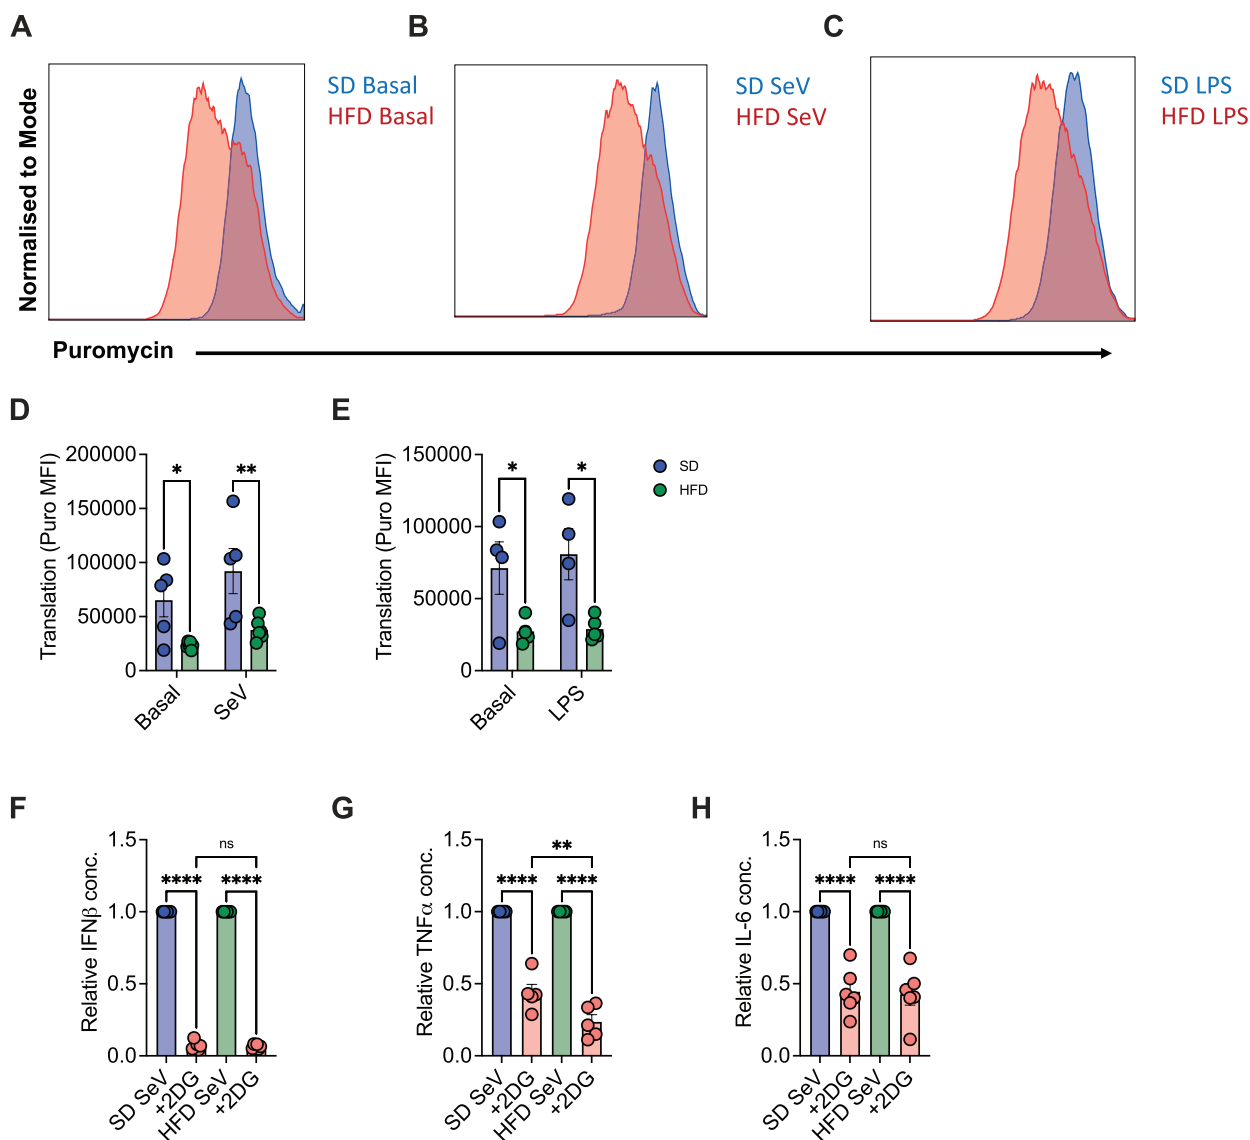 A
B
C
SD Basal
HFD Basal
SD SeV
HFD SeV
SD LPS
HFD LPS
Normalised to Mode
Puromycin
D
E
Translation (Puro MFI)
200000
150000
100000
50000
0
*
**
Basal
SeV
Translation (Puro MFI)
150000
100000
50000
0
*
*
Basal
LPS
SD
HFD
F
G
H
Relative IFNβ conc.
1.5
1.0
0.5
0.0
ns
****
****
SD SeV
+2DG
HFD SeV
+2DG
Relative TNFα conc.
1.5
1.0
0.5
0.0
**
****
****
SD SeV
+2DG
HFD SeV
+2DG
Relative IL-6 conc.
1.5
1.0
0.5
0.0
ns
****
****
SD SeV
+2DG
HFD SeV
+2DG